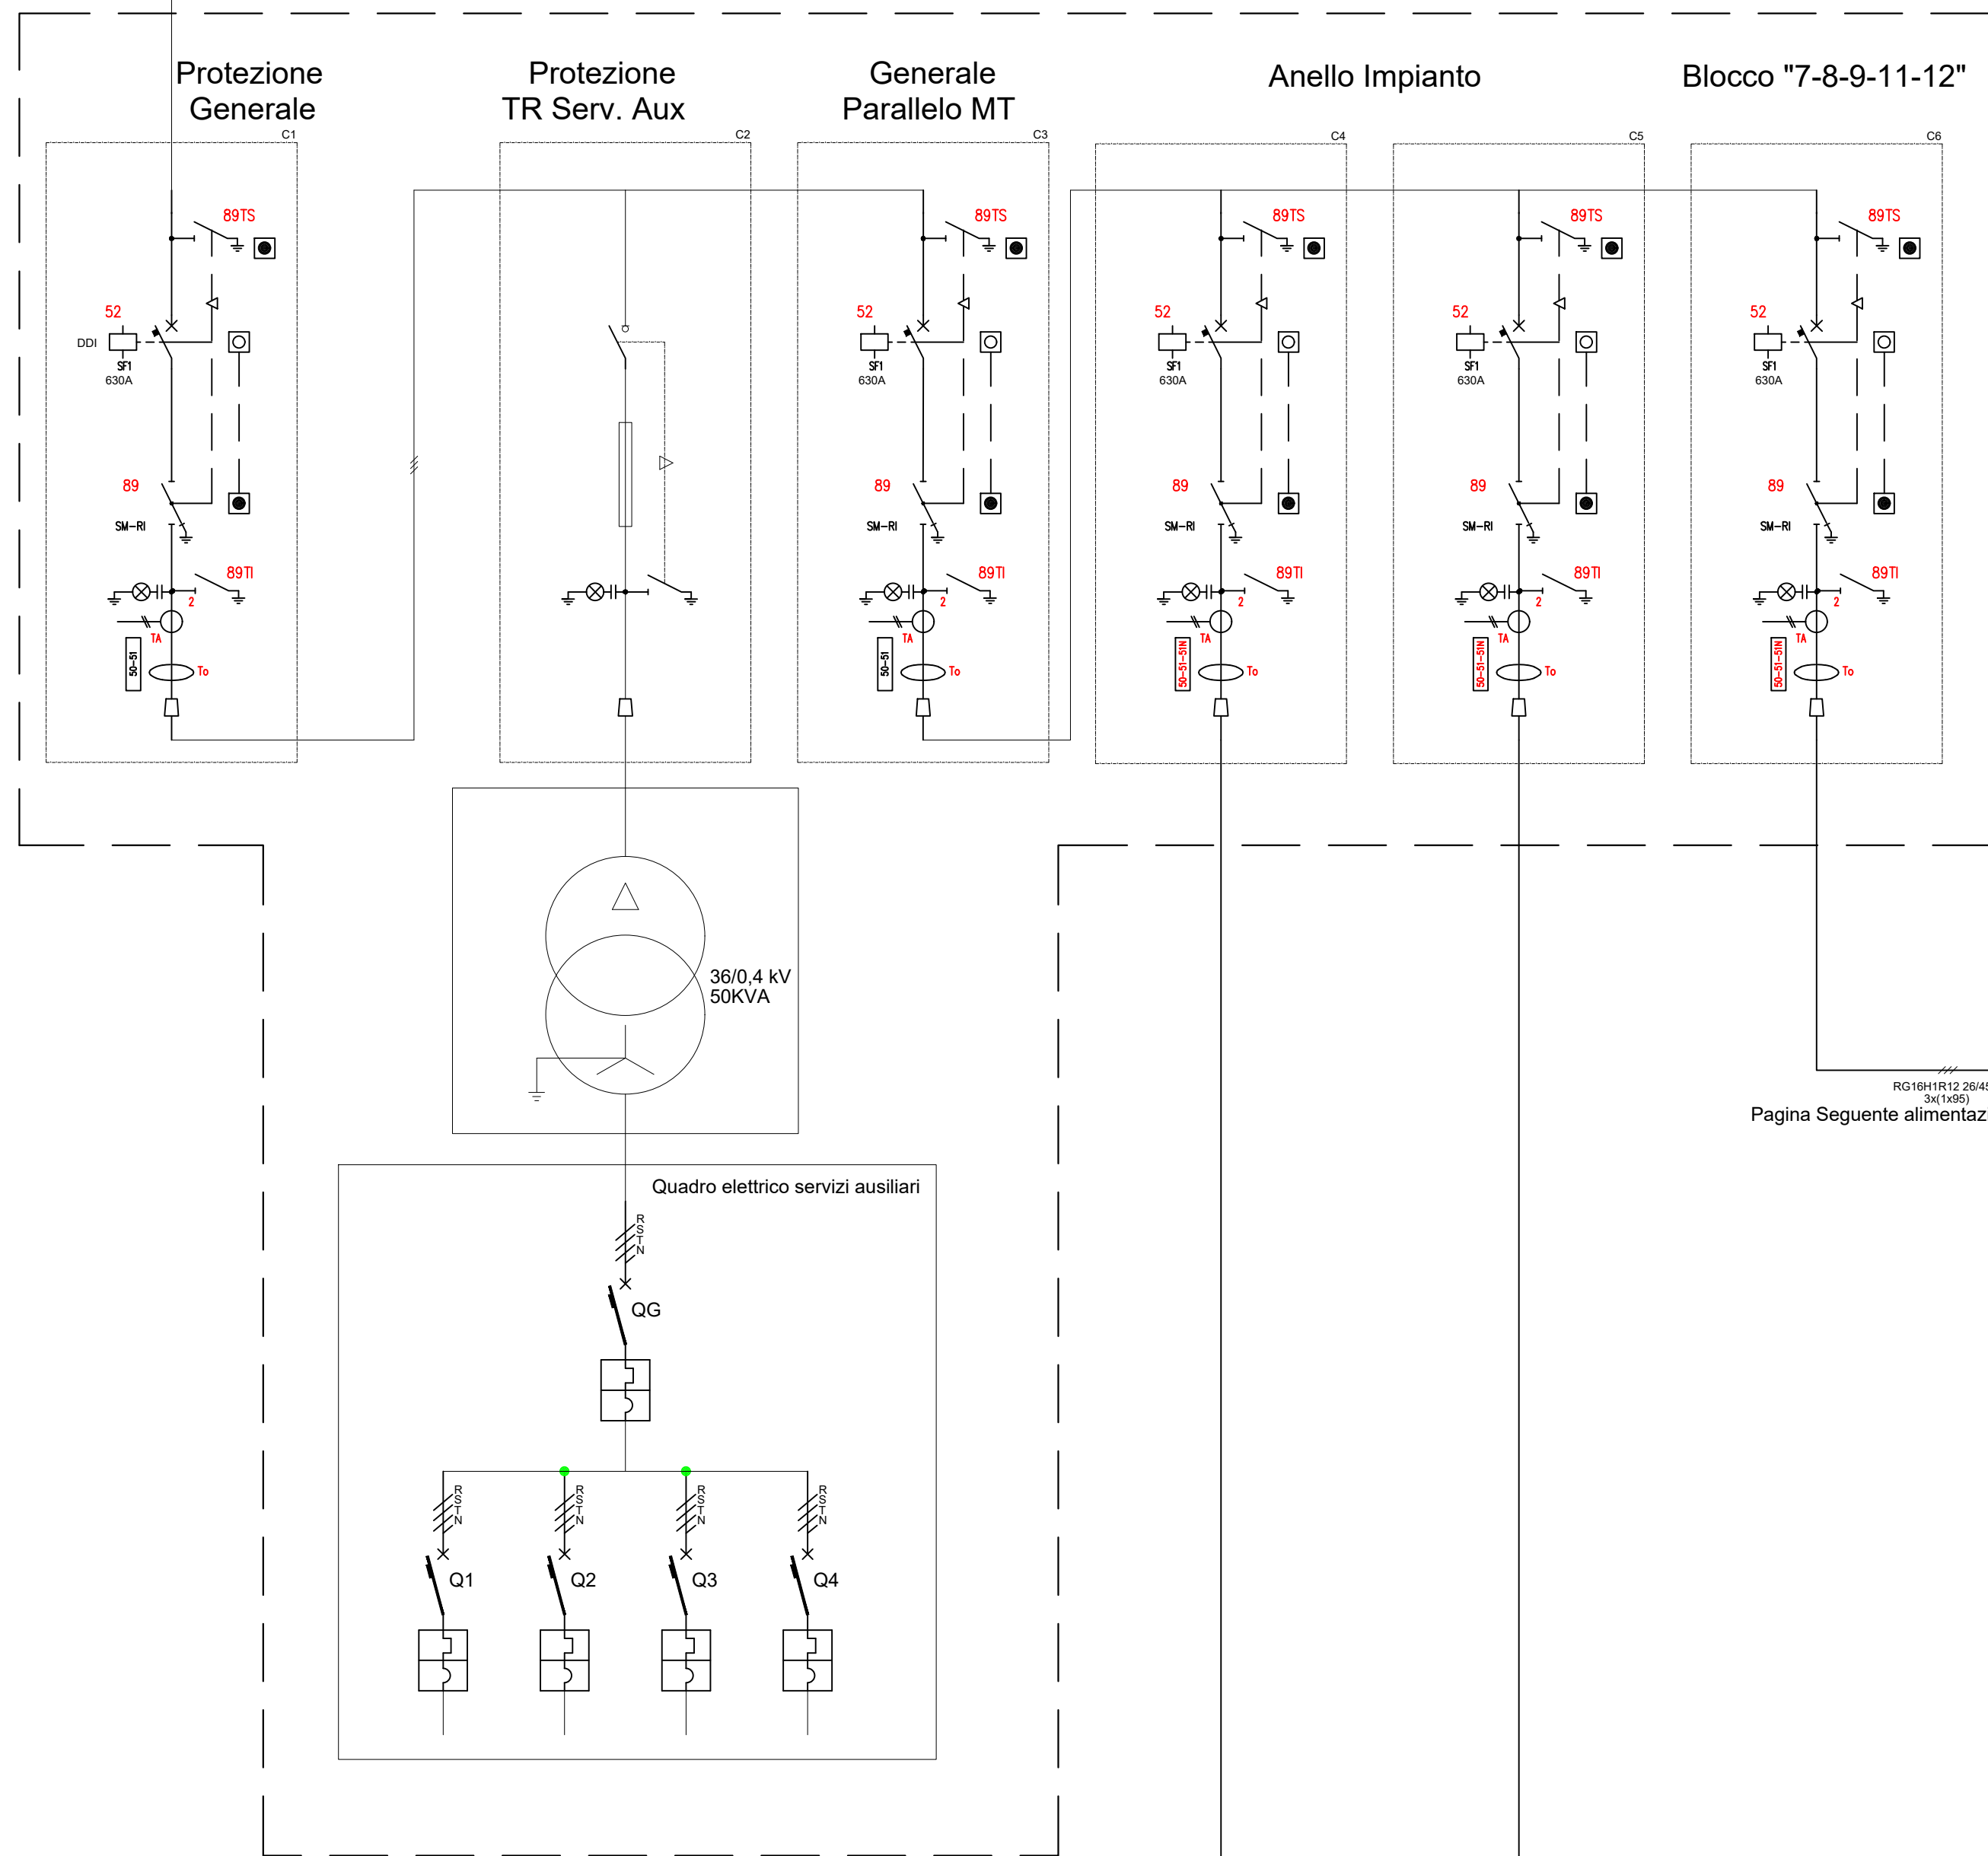 Protezione
Generale
Protezione
TR Serv. Aux
Generale
Parallelo MT
Anello Impianto
Blocco "7-8-9-11-12"
C1
C2
C3
C4
C5
C6
89TS
89TS
89TS
89TS
89TS
52
52
52
52
52
DDI
SF1
SF1
SF1
SF1
SF1
630A
630A
630A
630A
630A
89
89
89
89
89
SM-RI
SM-RI
SM-RI
SM-RI
SM-RI
89TI
89TI
89TI
89TI
89TI
2
2
2
2
2
TA
TA
TA
TA
TA
50-51
50-51
50-51-51N
50-51-51N
50-51-51N
To
To
To
To
To
36/0,4 kV
50KVA
RG16H1R12 26/45
3x(1x95)
Pagina Seguente alimentaz
Quadro elettrico servizi ausiliari
R
S
T
N
QG
R
S
T
N
R
S
T
N
R
S
T
N
R
S
T
N
Q1
Q2
Q3
Q4